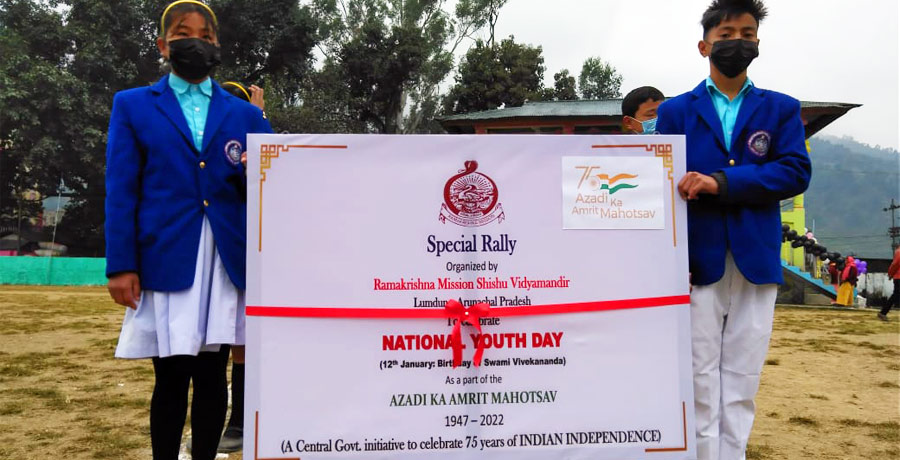 75
Azadi Ka
Amrit Mahotsav
Special Rally
Organized by
Ramakrishna Mission Shishu Vidyamandir
Lumdung, Arunachal Pradesh
To celebrate
NATIONAL YOUTH DAY
(12th January: Birthday Swami Vivekananda)
As a part of the
AZADI KA AMRIT MAHOTSAV
1947 – 2022
(A Central Govt. initiative to celebrate 75 years of INDIAN INDEPENDENCE)